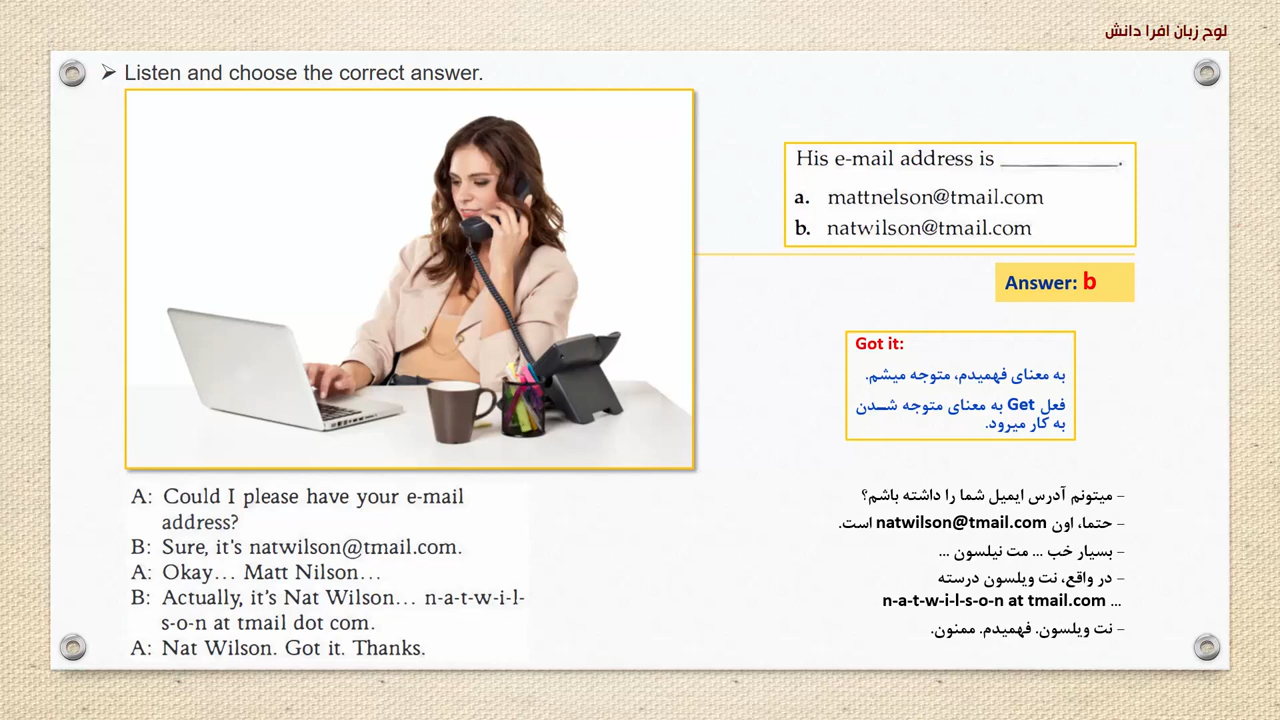 لوح زبان افرا دانش
➤ Listen and choose the correct answer.
His e-mail address is ___________.
a. mattnelson@tmail.com
b. natwilson@tmail.com
Answer: b
Got it:
به معنای فهمیدم، متوجه میشم.
فعل Get به معنای متوجه شدن
به کار میرود.
A: Could I please have your e-mail
address?
B: Sure, it's natwilson@tmail.com.
A: Okay… Matt Nilson…
B: Actually, it's Nat Wilson… n-a-t-w-i-l-
s-o-n at tmail dot com.
A: Nat Wilson. Got it. Thanks.
– میتونم آدرس ایمیل شما را داشته باشم؟
– حتما، اون natwilson@tmail.com است.
– بسیار خب ... مت نیلسون ...
– در واقع، نت ویلسون درسته
... n-a-t-w-i-l-s-o-n at tmail.com
– نت ویلسون. فهمیدم. ممنون.